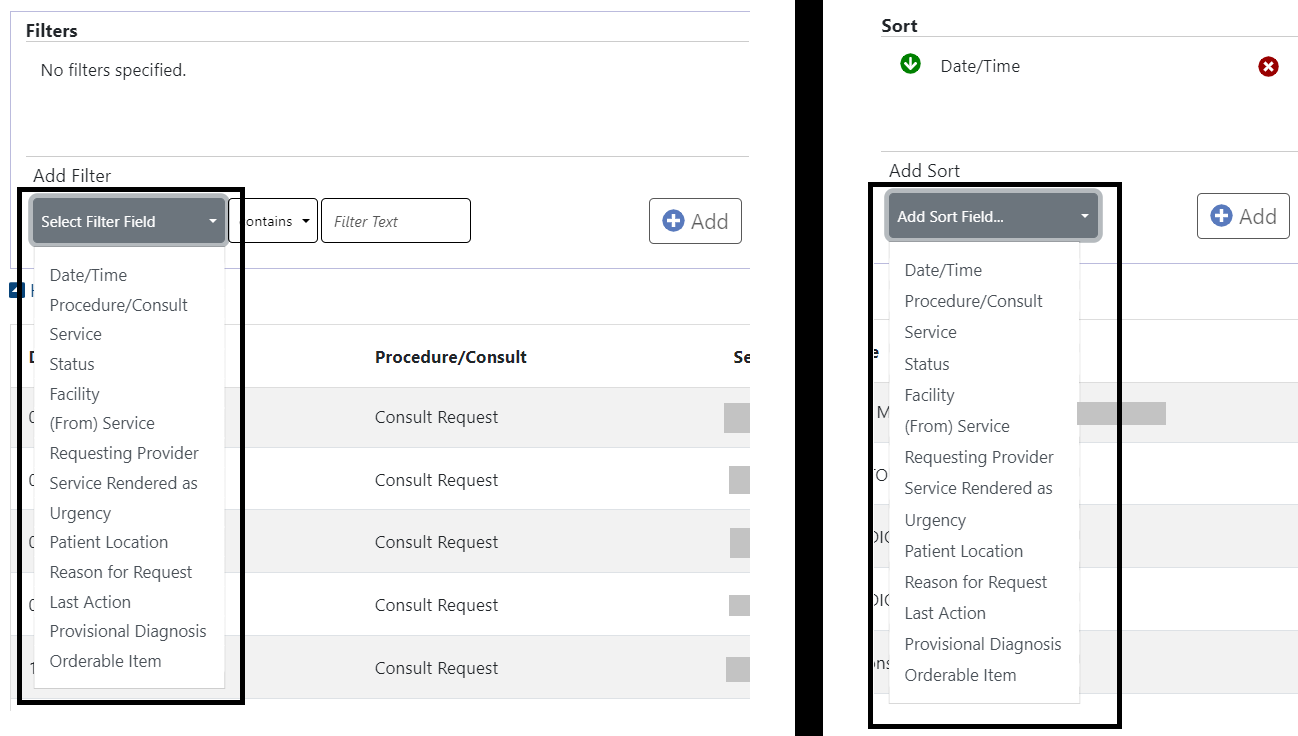 Filters
No filters specified.
Add Filter
Select Filter Field
ontains
Filter Text
Add
Date/Time
Procedure/Consult
Service
Status
Facility
(From) Service
Requesting Provider
Service Rendered as
Urgency
Patient Location
Reason for Request
Last Action
Provisional Diagnosis
Orderable Item
Procedure/Consult
Se
Consult Request
Consult Request
Consult Request
Consult Request
Consult Request
Sort
Date/Time
Add Sort
Add Sort Field...
Add
Date/Time
Procedure/Consult
Service
Status
Facility
(From) Service
Requesting Provider
Service Rendered as
Urgency
Patient Location
Reason for Request
Last Action
Provisional Diagnosis
Orderable Item